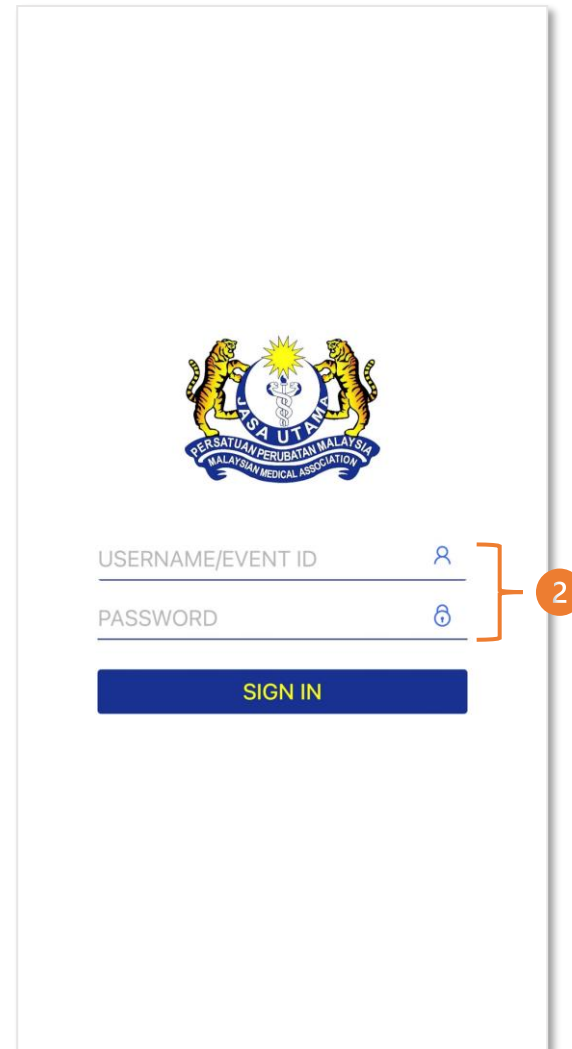 JASA UTAMA
PERSATUAN PERUBATAN MALAYSIA
MALAYSIAN MEDICAL ASSOCIATION
USERNAME/EVENT ID
PASSWORD
2
SIGN IN